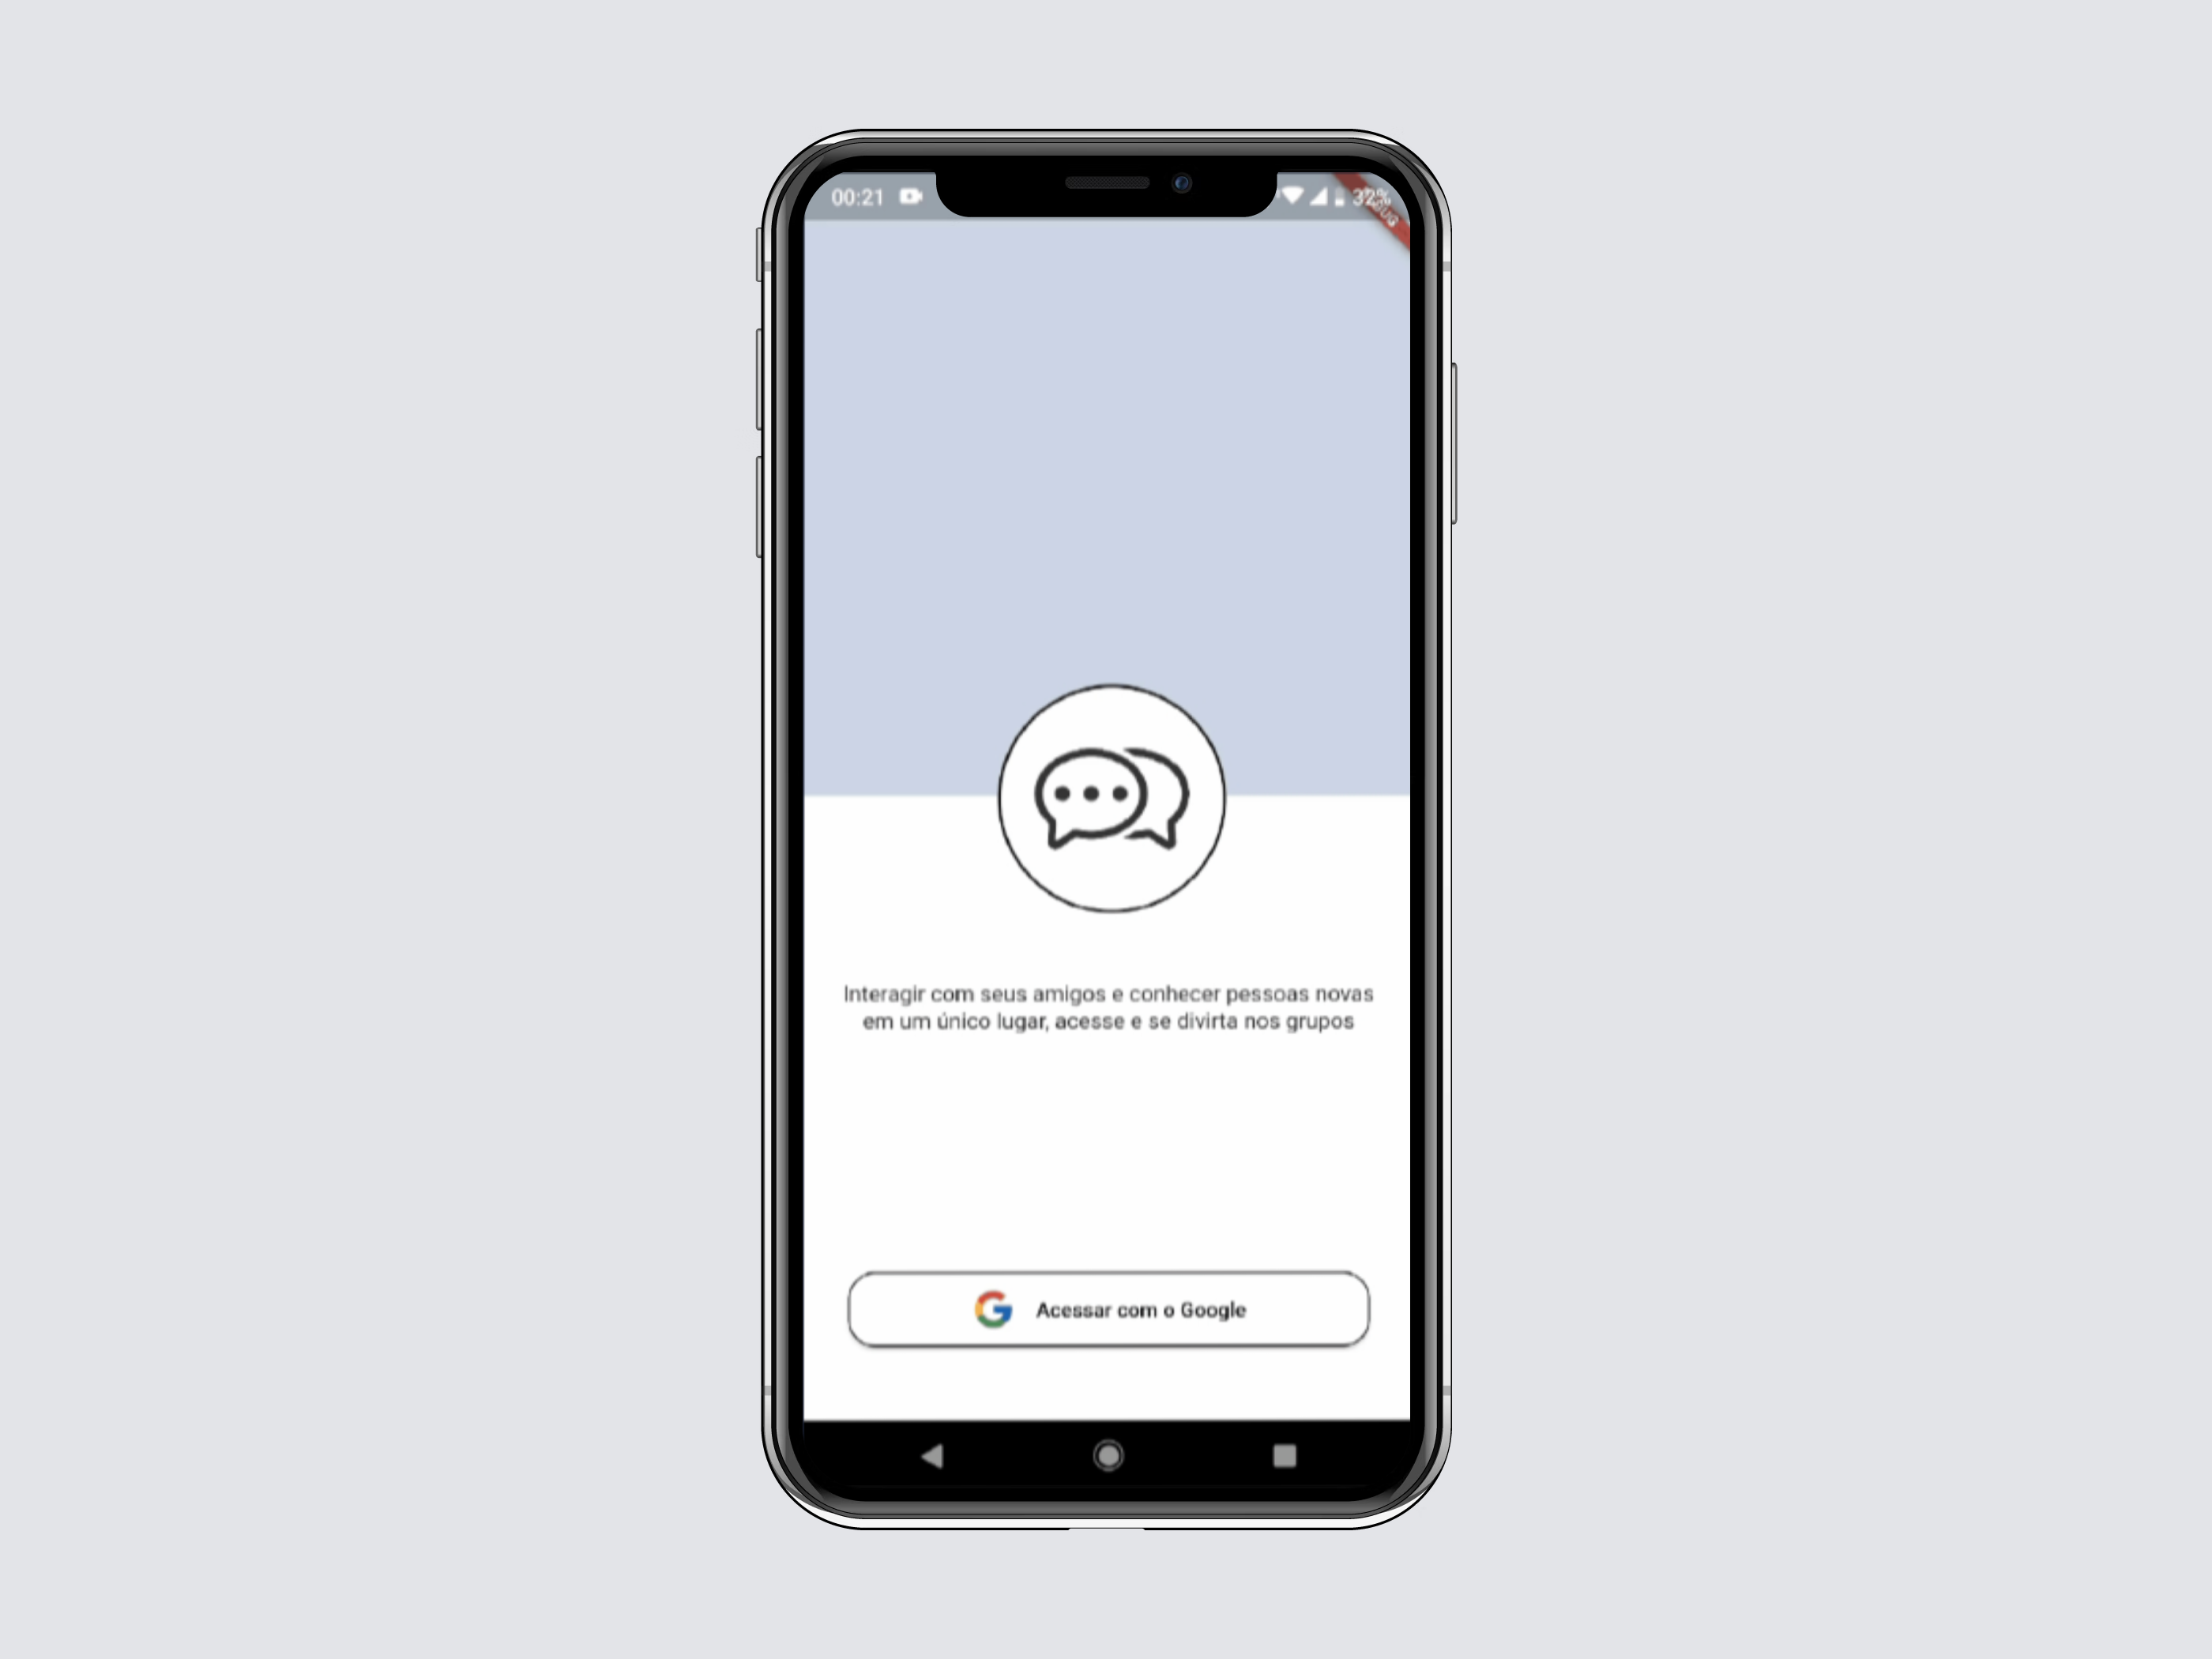 00:21
32%
Interagir com seus amigos e conhecer pessoas novas
em um único lugar, acesse e se divirta nos grupos
Acessar com o Google